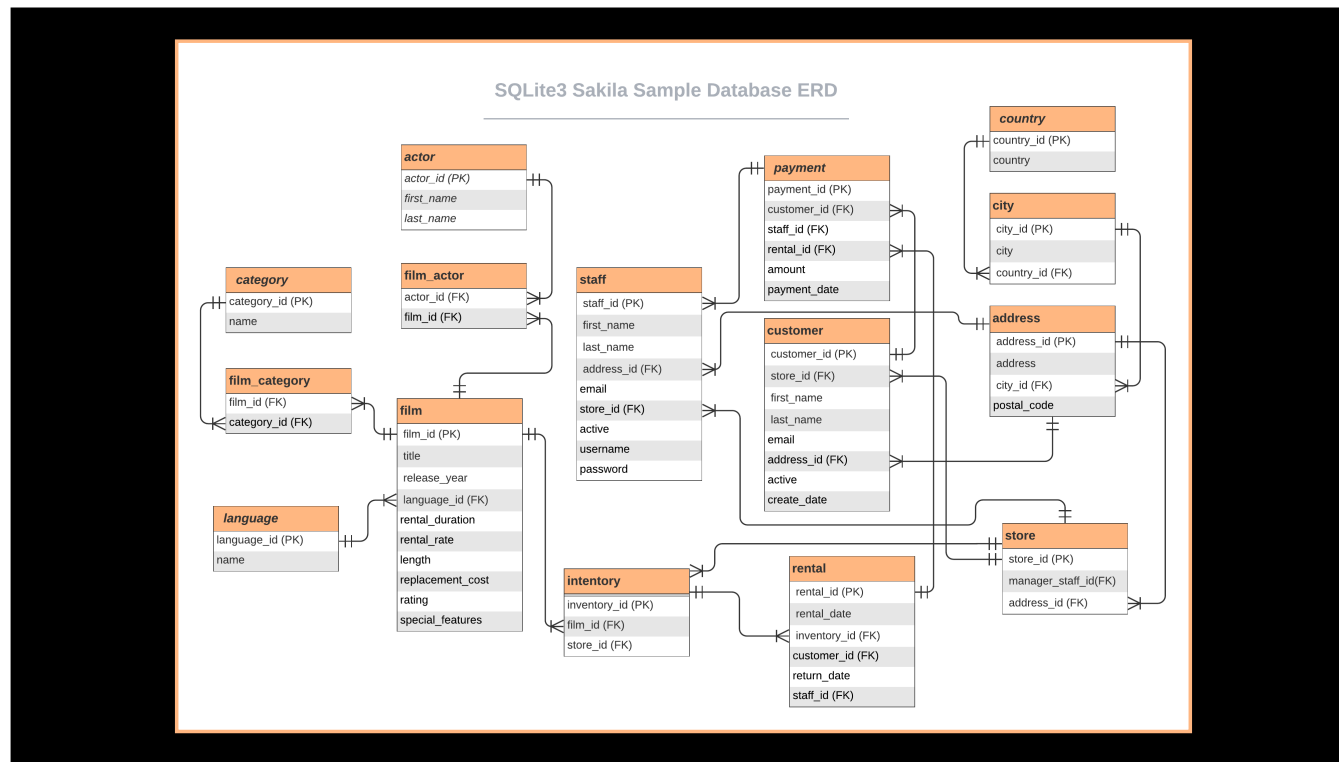 SQLite3 Sakila Sample Database ERD
country
country_id (PK)
country
actor
actor_id (PK)
first_name
last_name
payment
payment_id (PK)
customer_id (FK)
staff_id (FK)
rental_id (FK)
amount
payment_date
city
city_id (PK)
city
country_id (FK)
category
category_id (PK)
name
film_actor
actor_id (FK)
film_id (FK)
staff
staff_id (PK)
first_name
last_name
address_id (FK)
email
store_id (FK)
active
username
password
customer
customer_id (PK)
store_id (FK)
first_name
last_name
email
address_id (FK)
active
create_date
address
address_id (PK)
address
city_id (FK)
postal_code
film_category
film_id (FK)
category_id (FK)
film
film_id (PK)
title
release_year
language_id (FK)
rental_duration
rental_rate
length
replacement_cost
rating
special_features
language
language_id (PK)
name
intentory
inventory_id (PK)
film_id (FK)
store_id (FK)
rental
rental_id (PK)
rental_date
inventory_id (FK)
customer_id (FK)
return_date
staff_id (FK)
store
store_id (PK)
manager_staff_id(FK)
address_id (FK)